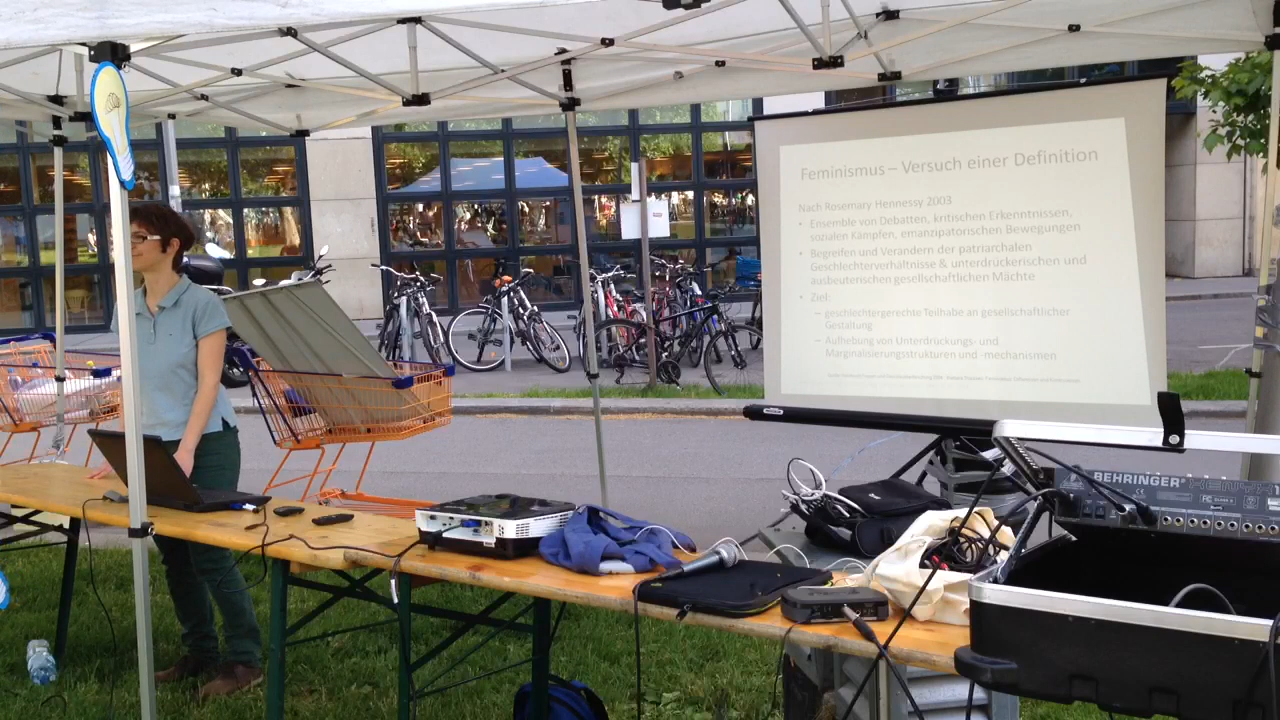 Feminismus – Versuch einer Definition
Nach Rosemary Hennessy 2003
• Ensemble von Debatten, kritischen Erkenntnissen,
sozialen Kämpfen, emanzipatorischen Bewegungen
• Begreifen und Verändern der patriarchalen
Geschlechterverhältnisse & unterdrückerischen und
ausbeuterischen gesellschaftlichen Mächte
• Ziel:
– geschlechtergerechte Teilhabe an gesellschaftlicher
Gestaltung
– Aufhebung von Unterdrückungs- und
Marginalisierungsstrukturen und -mechanismen
BEHRINGER